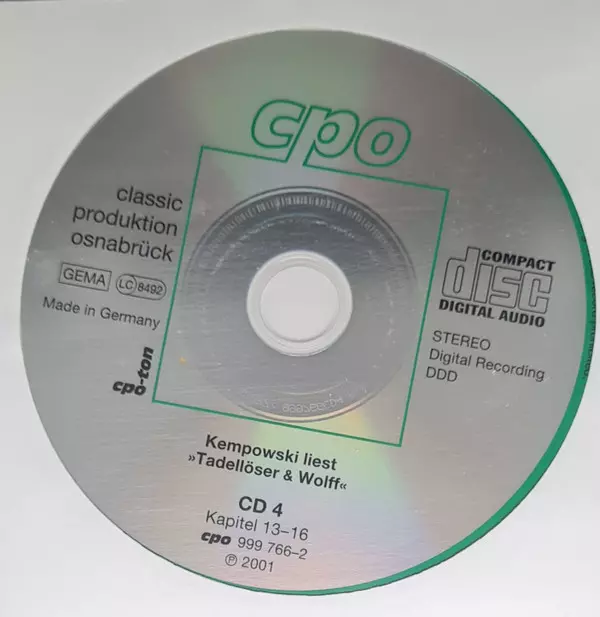 cpo
classic
produktion
osnabrück
GEMA LC 8492
Made in Germany
cpo-ton
COMPACT
disc
DIGITAL AUDIO
STEREO
Digital Recording
DDD
Kempowski liest
»Tadellöser & Wolff«
CD 4
Kapitel 13–16
cpo 999 766–2
℗ 2001